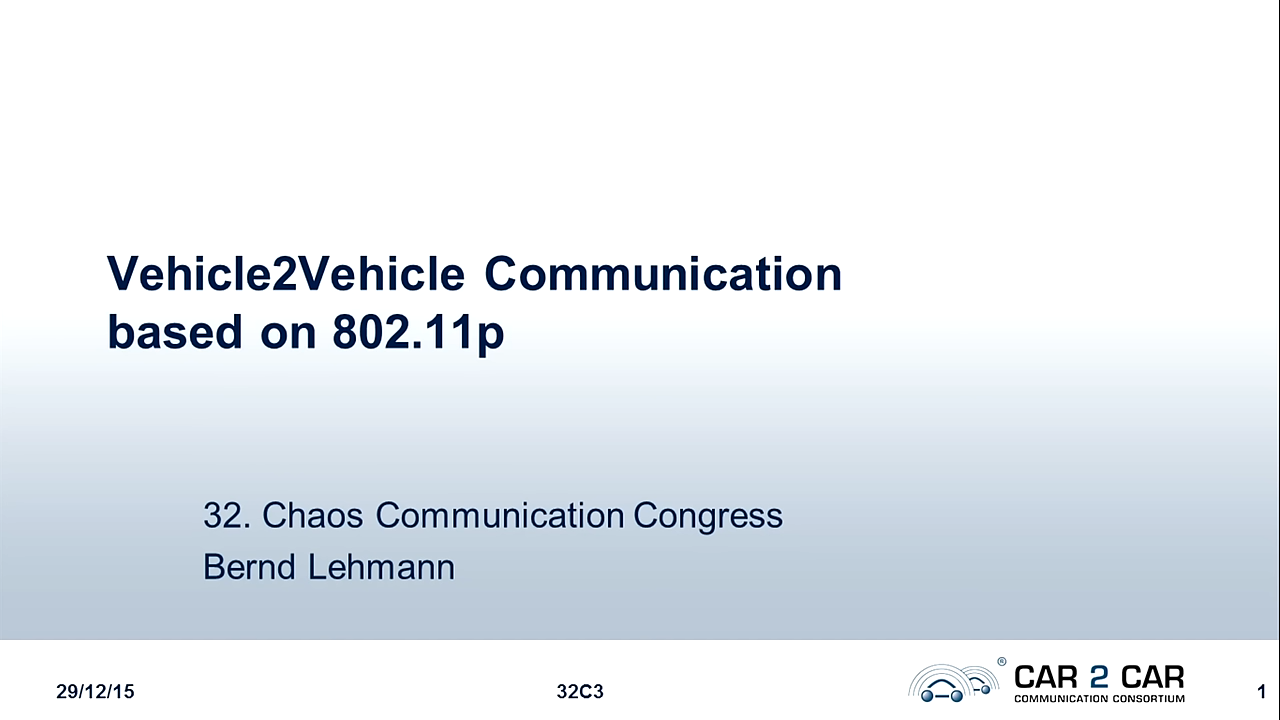 Vehicle2Vehicle Communication
based on 802.11p
32. Chaos Communication Congress
Bernd Lehmann
29/12/15
32C3
® CAR 2 CAR
COMMUNICATION CONSORTIUM
1